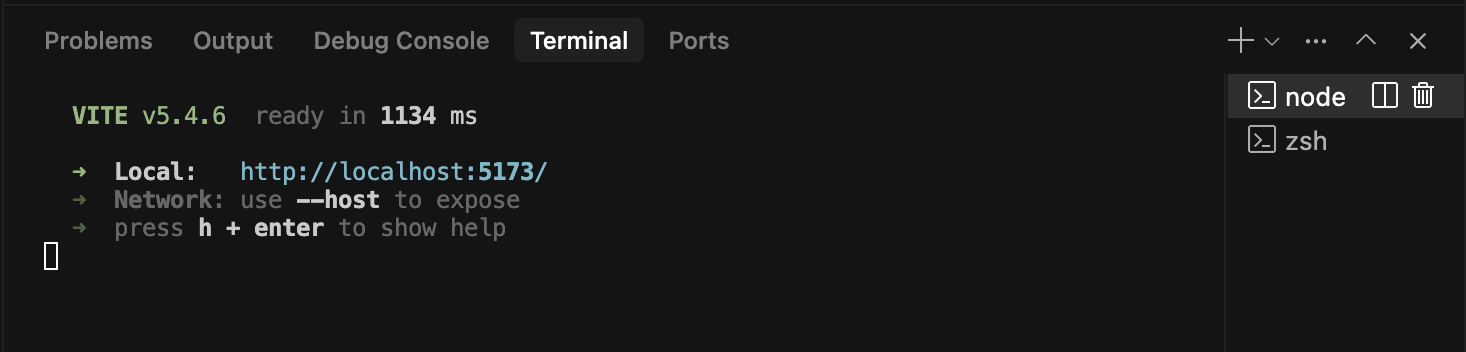 Problems Output Debug Console Terminal Ports
VITE v5.4.6 ready in 1134 ms
➜ Local: http://localhost:5173/
➜ Network: use --host to expose
➜ press h + enter to show help
node
zsh